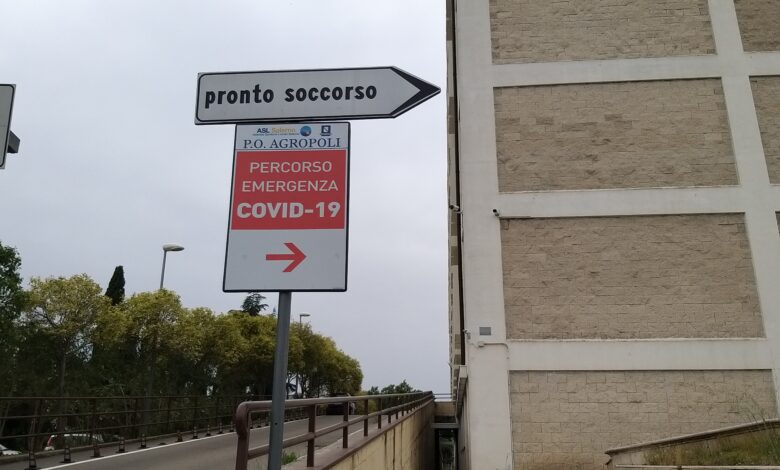 pronto soccorso
ASL Salerno
P.O. AGROPOLI
PERCORSO
EMERGENZA
COVID-19